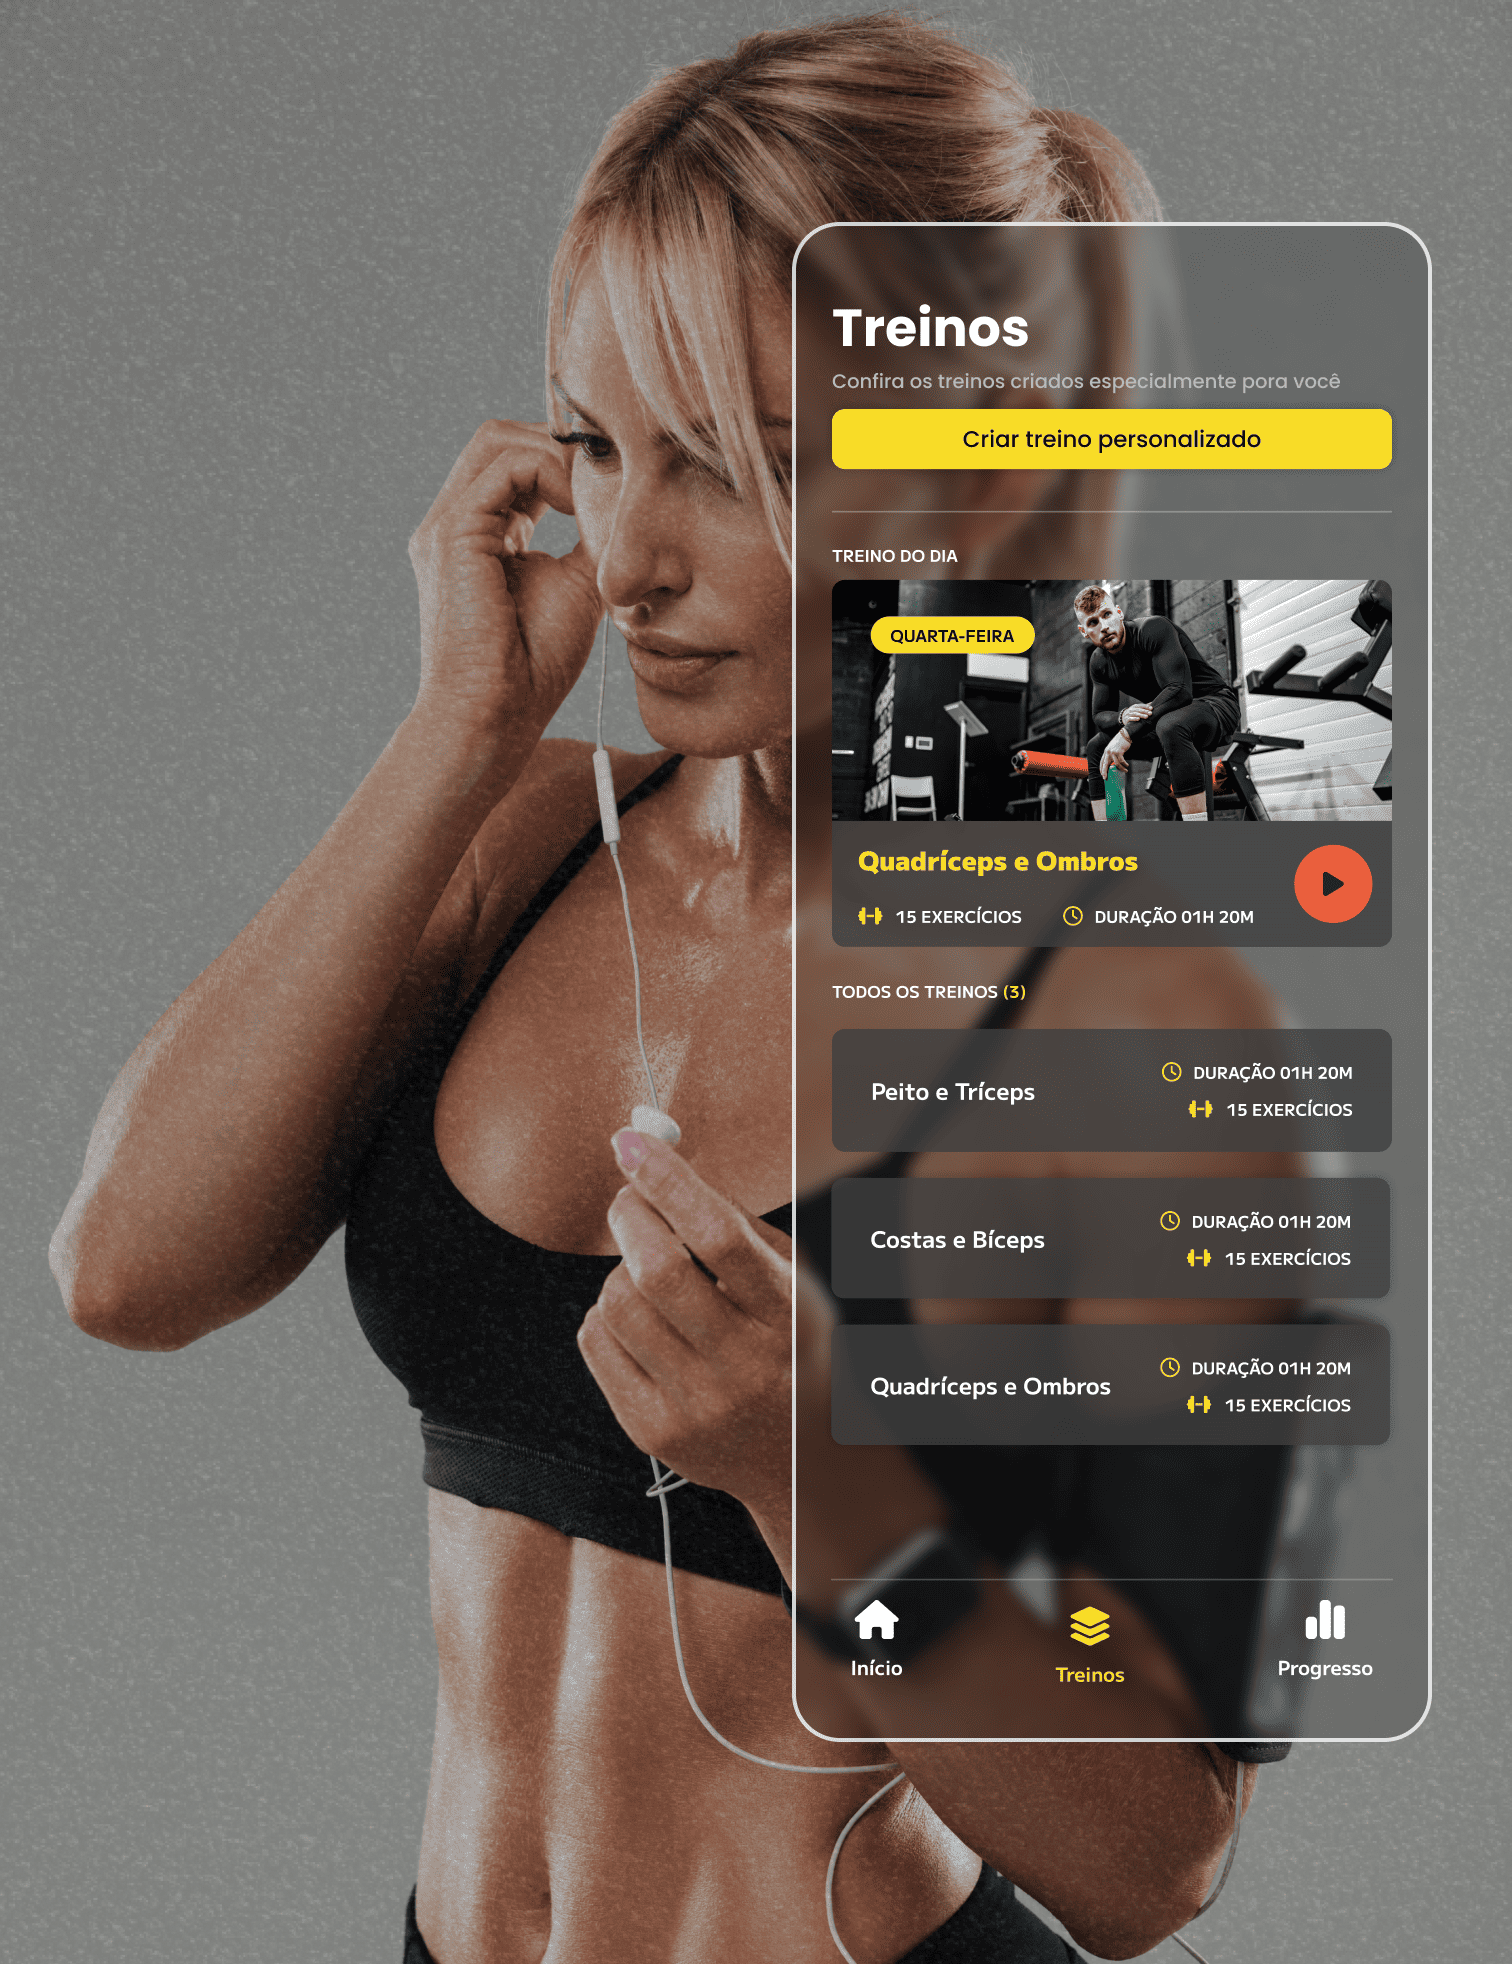 Treinos
Confira os treinos criados especialmente pora você
Criar treino personalizado
TREINO DO DIA
QUARTA-FEIRA
Quadríceps e Ombros
15 EXERCÍCIOS DURAÇÃO 01H 20M
TODOS OS TREINOS (3)
Peito e Tríceps
DURAÇÃO 01H 20M
15 EXERCÍCIOS
Costas e Bíceps
DURAÇÃO 01H 20M
15 EXERCÍCIOS
Quadríceps e Ombros
DURAÇÃO 01H 20M
15 EXERCÍCIOS
Início
Treinos
Progresso